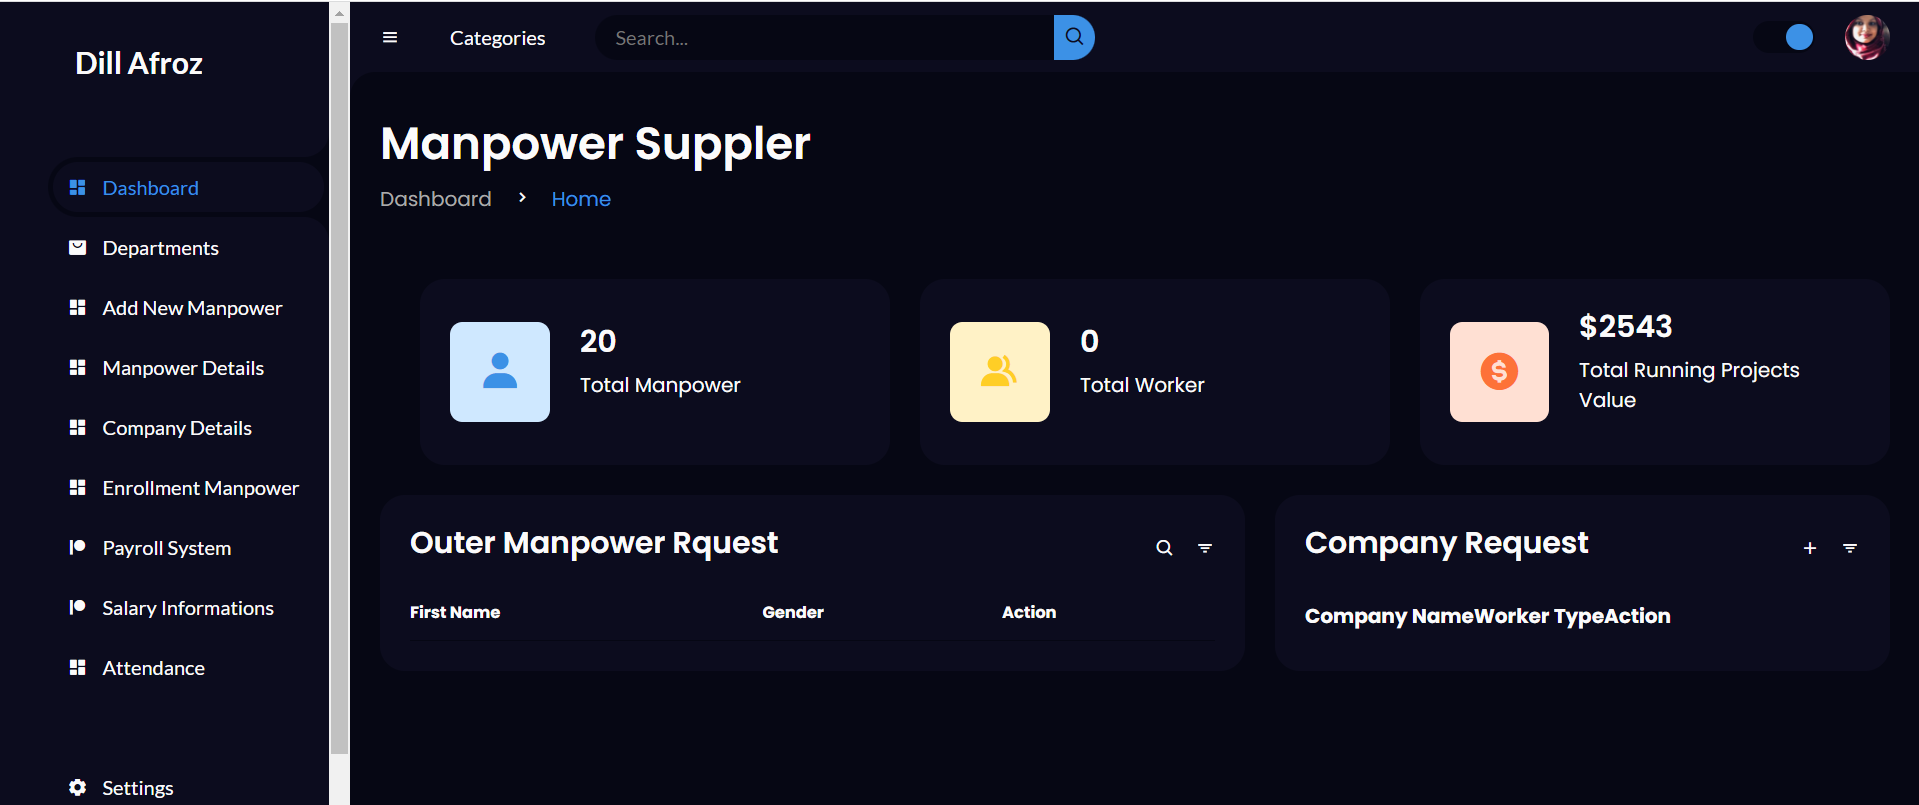 Dill Afroz
Dashboard
Departments
Add New Manpower
Manpower Details
Company Details
Enrollment Manpower
Payroll System
Salary Informations
Attendance
Settings
Categories
Search...
Manpower Suppler
Dashboard
Home
20
Total Manpower
0
Total Worker
$2543
Total Running Projects
Value
Outer Manpower Rquest
First Name Gender Action
Company Request
Company NameWorker TypeAction